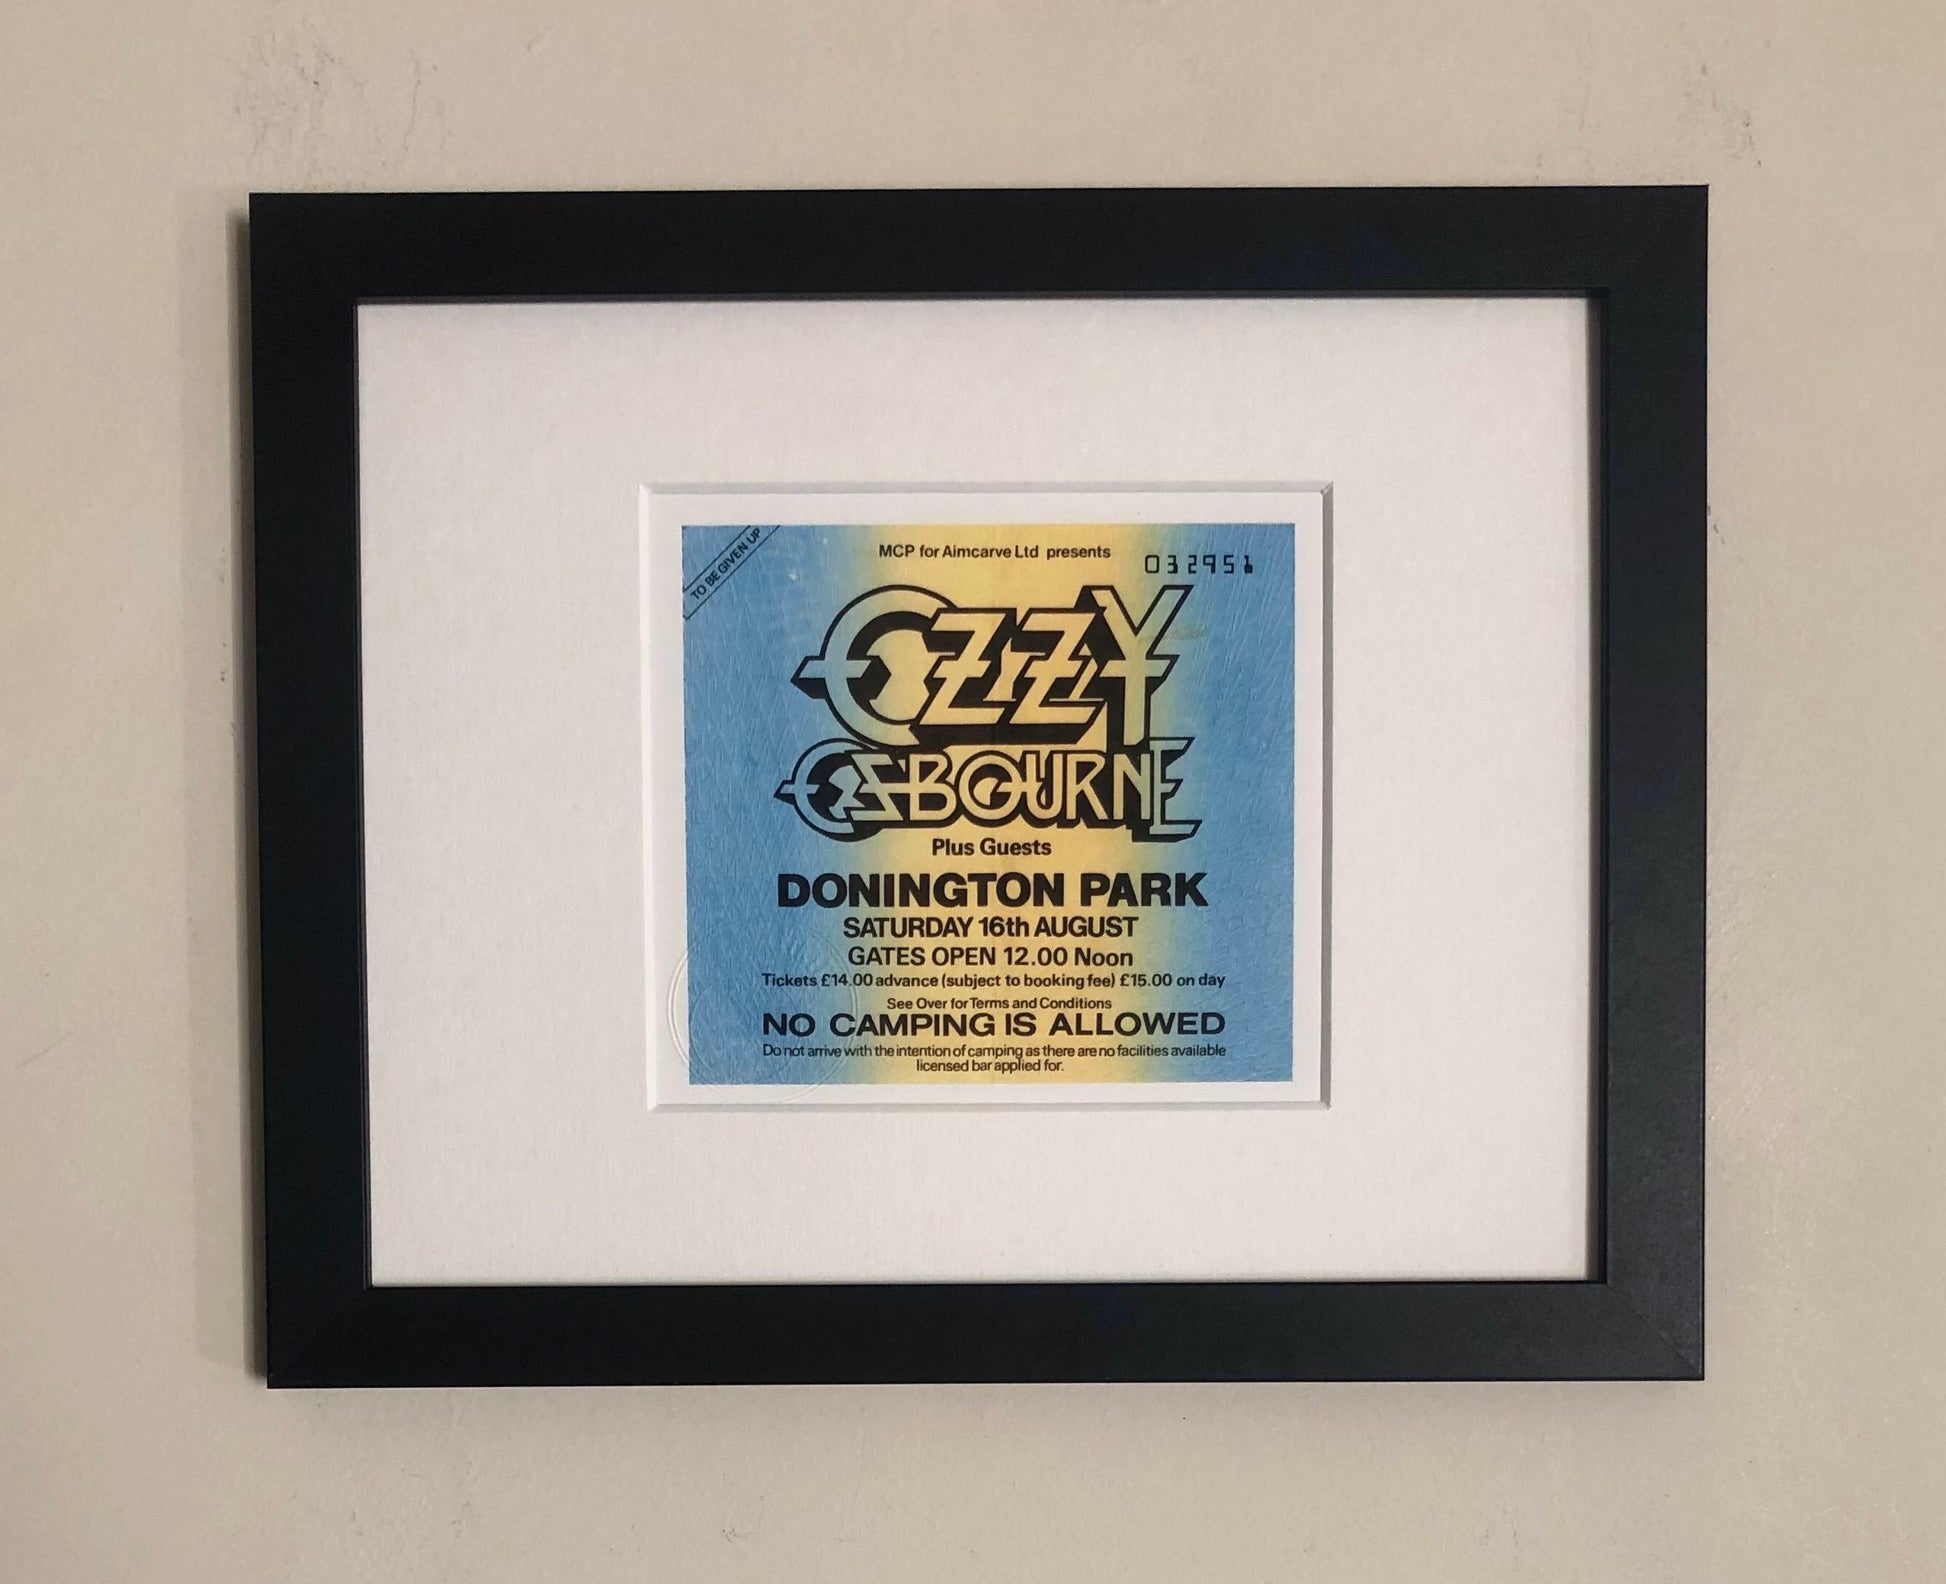 TO BE GIVEN UP
MCP for Aimcarve Ltd presents
032951
OZZY
OSBOURNE
Plus Guests
DONINGTON PARK
SATURDAY 16th AUGUST
GATES OPEN 12.00 Noon
Tickets £14.00 advance (subject to booking fee) £15.00 on day
See Over for Terms and Conditions
NO CAMPING IS ALLOWED
Do not arrive with the intention of camping as there are no facilities available
licensed bar applied for.